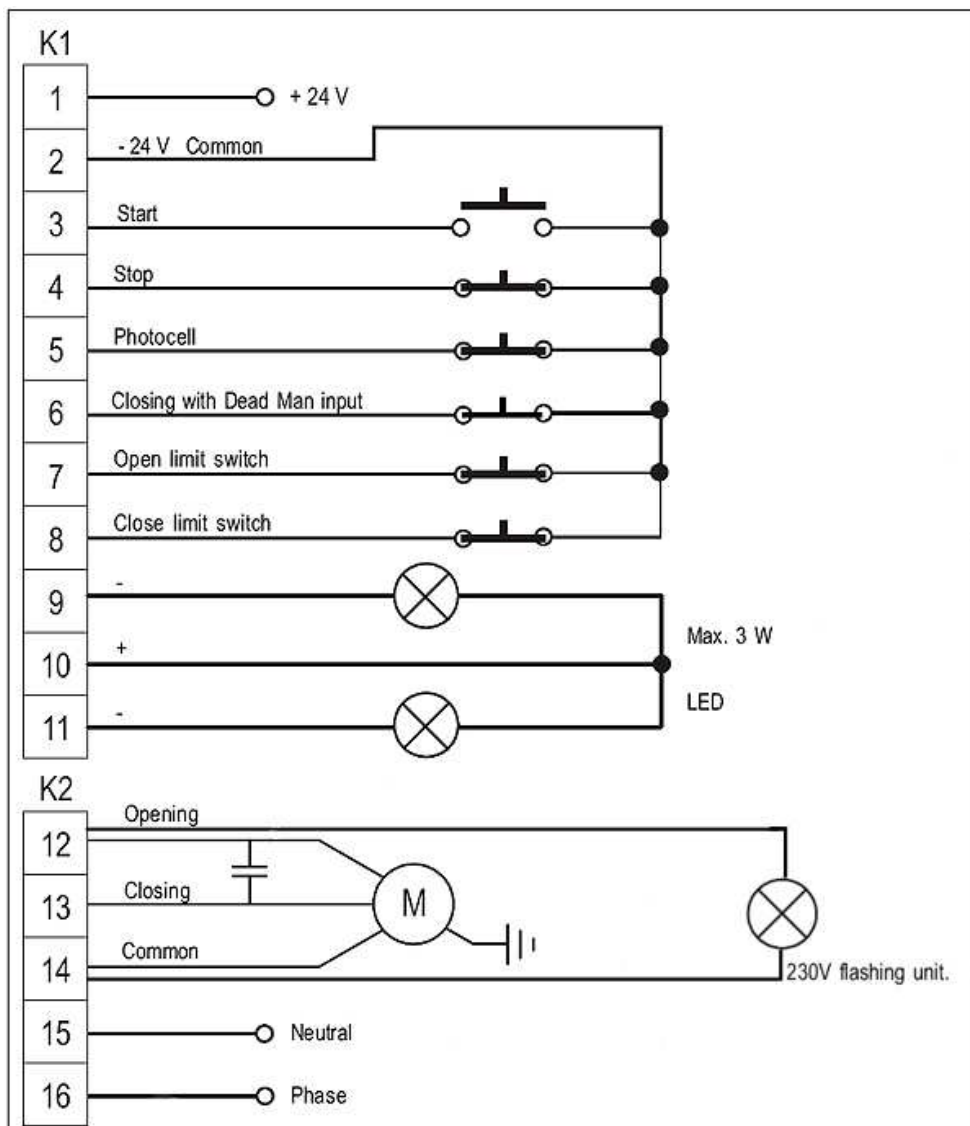 K1
1 + 24 V
2 - 24 V Common
3 Start
4 Stop
5 Photocell
6 Closing with Dead Man input
7 Open limit switch
8 Close limit switch
9 -
Max. 3 W
10 +
LED
11 -
K2
Opening
12
13 Closing
M
14 Common
230V flashing unit.
15 Neutral
16 Phase